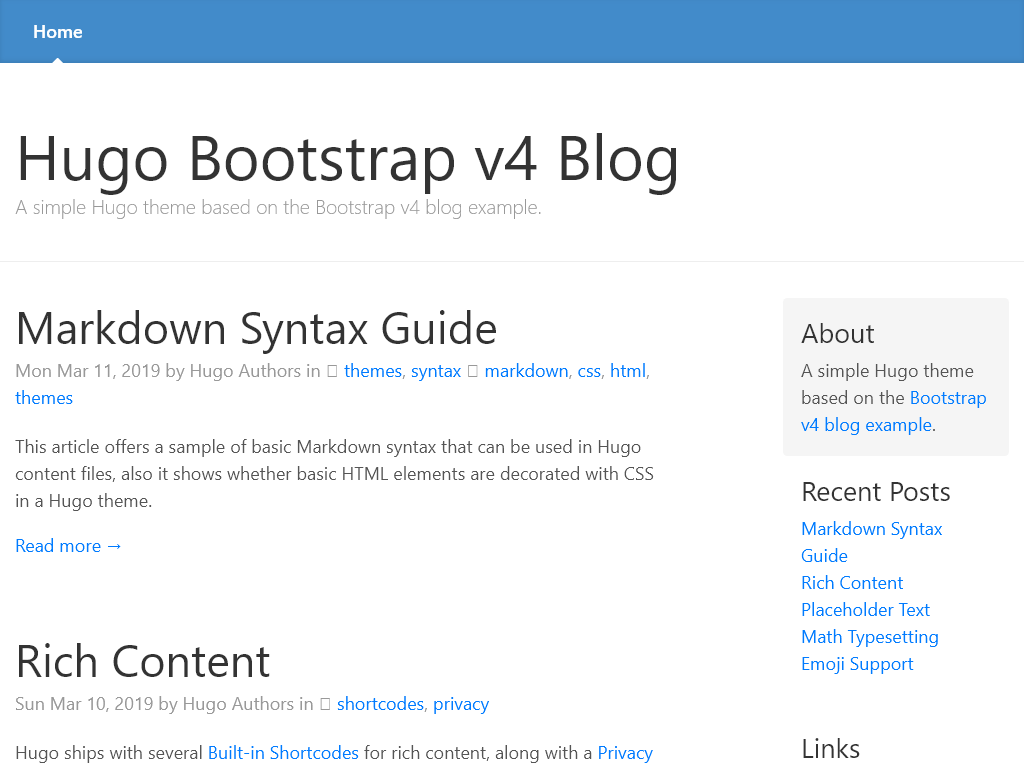 Home
Hugo Bootstrap v4 Blog
A simple Hugo theme based on the Bootstrap v4 blog example.
Markdown Syntax Guide
Mon Mar 11, 2019 by Hugo Authors in themes, syntax markdown, css, html,
themes
This article offers a sample of basic Markdown syntax that can be used in Hugo
content files, also it shows whether basic HTML elements are decorated with CSS
in a Hugo theme.
Read more →
Rich Content
Sun Mar 10, 2019 by Hugo Authors in shortcodes, privacy
Hugo ships with several Built-in Shortcodes for rich content, along with a Privacy
About
A simple Hugo theme
based on the Bootstrap
v4 blog example.
Recent Posts
Markdown Syntax
Guide
Rich Content
Placeholder Text
Math Typesetting
Emoji Support
Links